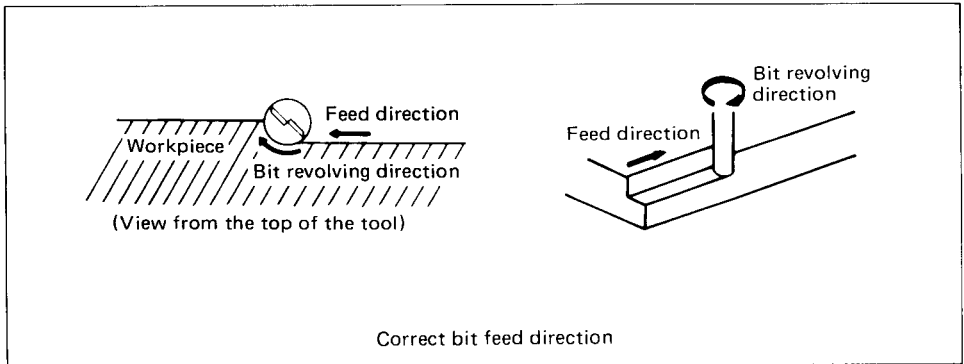 Feed direction
Workpiece
Bit revolving direction
(View from the top of the tool)
Bit revolving
direction
Feed direction
Correct bit feed direction